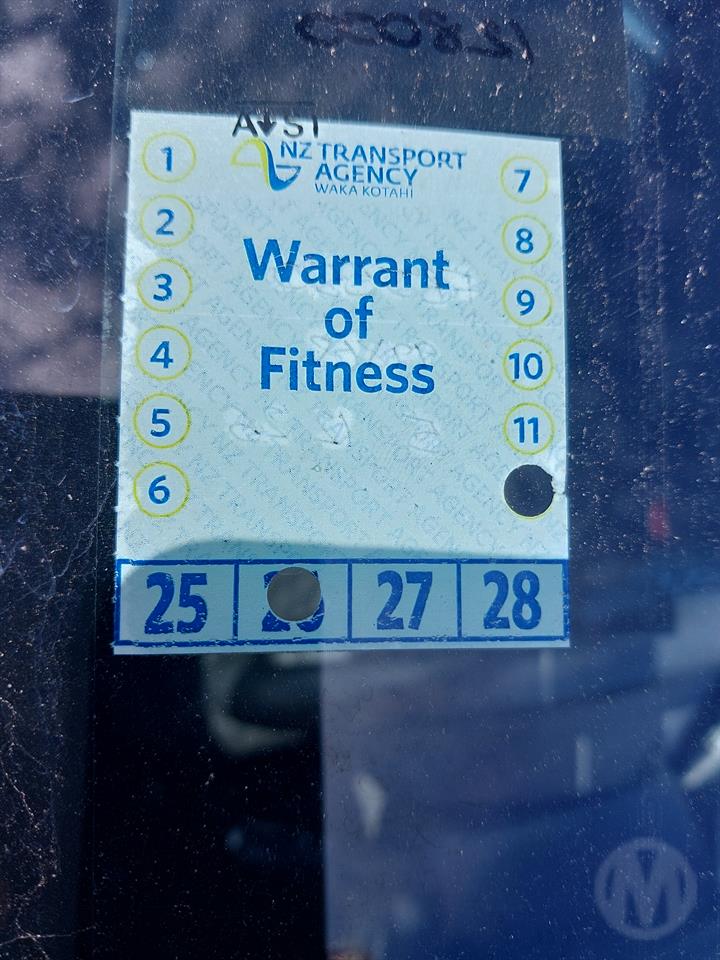 NZ TRANSPORT
AGENCY
WAKA KOTAHI
Warrant
of
Fitness
1
2
3
4
5
6
7
8
9
10
11
25 26 27 28
M